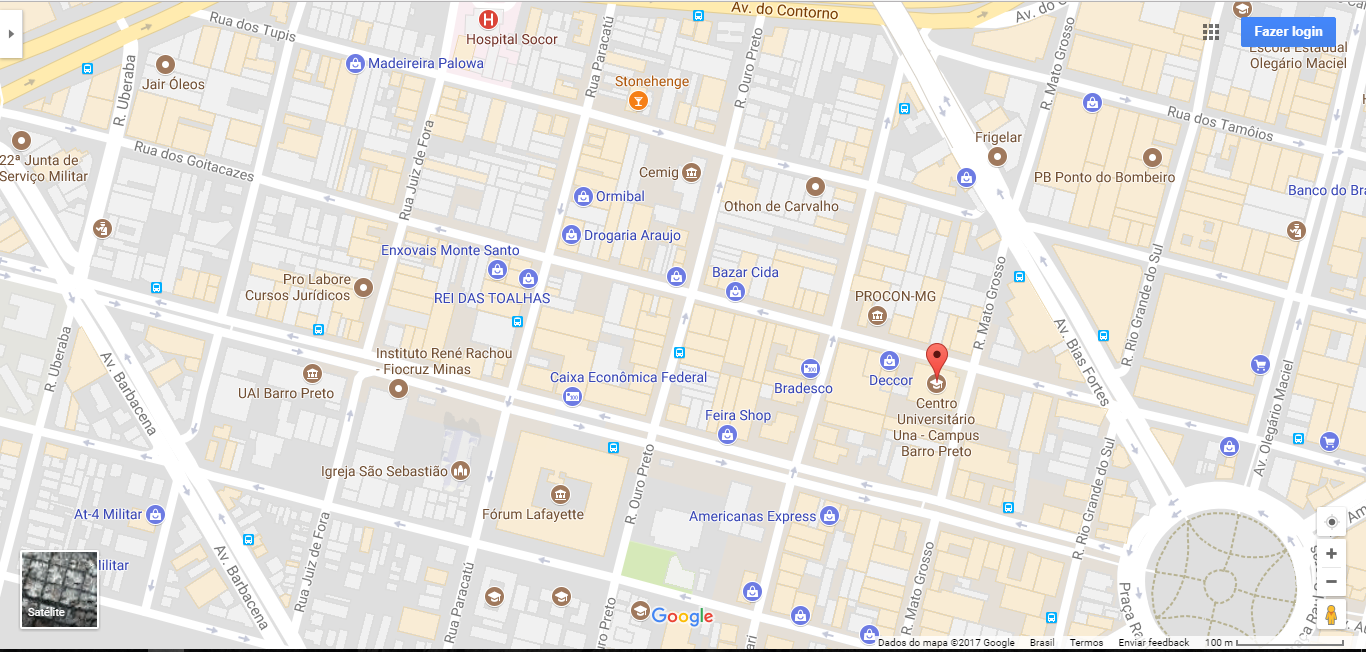 Av. do Contorno
Rua dos Tupis
Hospital Socor
Rua Paracatu
R. Ouro Preto
Av. do
R. Mato Grosso
Fazer login
Escola Estadual
Olegário Maciel
Madeireira Palowa
Jair Óleos
R. Uberaba
Stonehenge
Rua dos Tamóios
Frigelar
22ª Junta de
Serviço Militar
Rua dos Goitacazes
Rua Juiz de Fora
Cemig
PB Ponto do Bombeiro
Othon de Carvalho
Ormibal
Banco do Bra
Drogaria Araujo
Enxovais Monte Santo
Pro Labore
Cursos Jurídicos
REI DAS TOALHAS
Bazar Cida
PROCON-MG
R. Mato Grosso
R. Rio Grande do Sul
Av. Bias Fortes
R. Uberaba
Av. Barbacena
Instituto René Rachou
- Fiocruz Minas
UAI Barro Preto
Caixa Econômica Federal
Bradesco
Deccor
Centro
Universitário
Una - Campus
Barro Preto
Feira Shop
Av. Olegário Maciel
Igreja São Sebastião
Fórum Lafayette
R. Ouro Preto
Americanas Express
R. Rio Grande do Sul
At-4 Militar
Militar
Av. Barbacena
Rua Juiz de Fora
Rua Paracatu
R. Ouro Preto
R. Mato Grosso
Praça Ra
Satélite
Google
Dados do mapa ©2017 Google Brasil Termos Enviar feedback 100 m